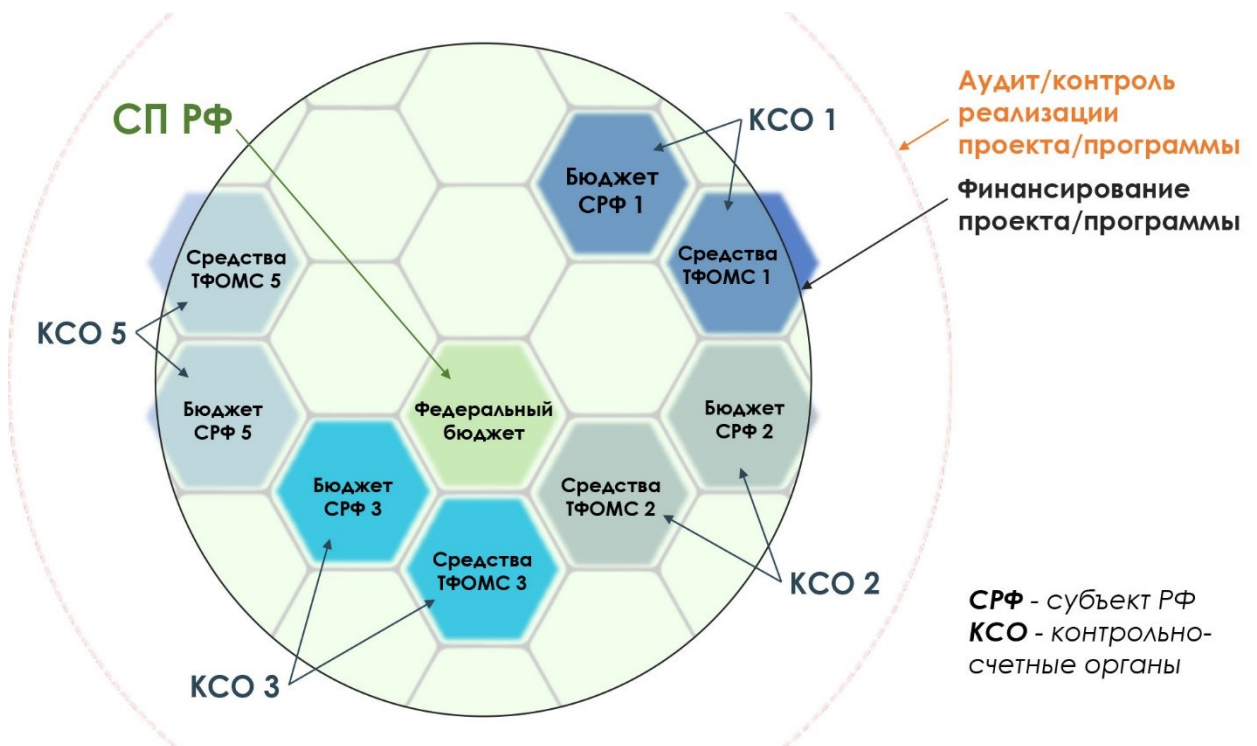 СП РФ
КСО 1
Аудит/контроль
реализации
проекта/программы
Бюджет
СРФ 1
Финансирование
проекта/программы
Средства
ТФОМС 5
Средства
ТФОМС 1
КСО 5
Бюджет
СРФ 5
Федеральный
бюджет
Бюджет
СРФ 2
Бюджет
СРФ 3
Средства
ТФОМС 2
Средства
ТФОМС 3
КСО 2
КСО 3
СРФ - субъект РФ
КСО - контрольно-
счетные органы